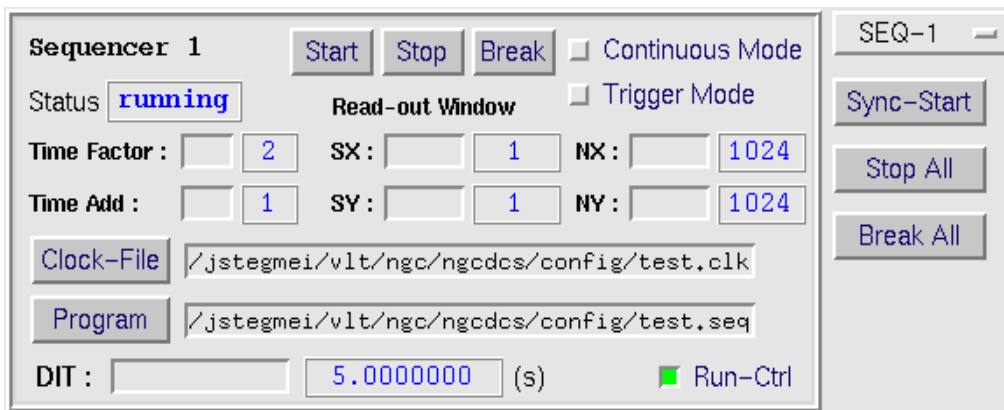 Sequencer 1 Start Stop Break Continuous Mode
Status running Read-out Window Trigger Mode
Time Factor : 2 SX : 1 NX : 1024
Time Add : 1 SY : 1 NY : 1024
Clock-File /jstegmei/vlt/ngc/ngcdcs/config/test.clk
Program /jstegmei/vlt/ngc/ngcdcs/config/test.seq
DIT : 5.0000000 (s) Run-Ctrl
SEQ-1
Sync-Start
Stop All
Break All